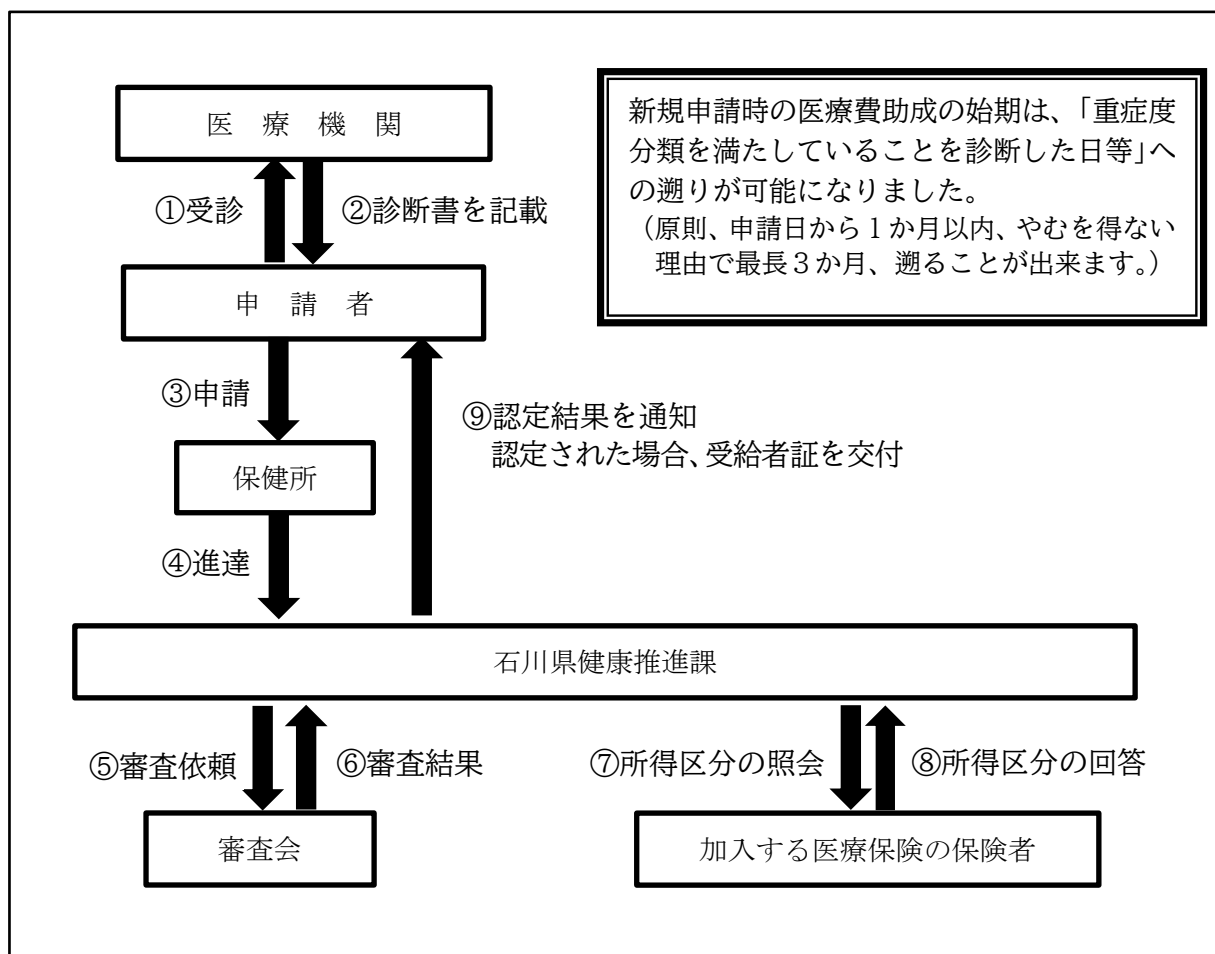 医療機関
新規申請時の医療費助成の始期は、「重症度
分類を満たしていることを診断した日等」へ
の遡りが可能になりました。
（原則、申請日から１か月以内、やむを得ない
理由で最長３か月、遡ることが出来ます。）
①受診
②診断書を記載
申請者
③申請
⑨認定結果を通知
認定された場合、受給者証を交付
保健所
④進達
石川県健康推進課
⑤審査依頼
⑥審査結果
⑦所得区分の照会
⑧所得区分の回答
審査会
加入する医療保険の保険者